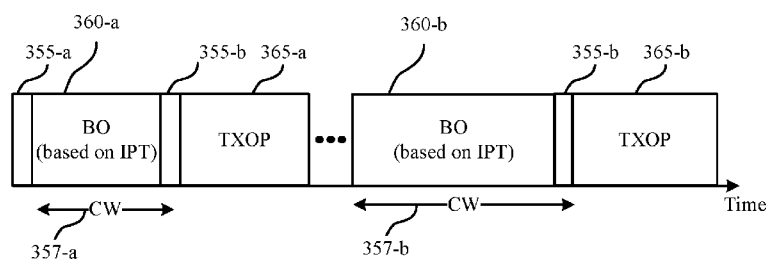 360-a
360-b
355-a
355-b
365-a
355-b
365-b
BO
(based on IPT)
TXOP
•••
BO
(based on IPT)
TXOP
CW
CW
Time
357-a
357-b